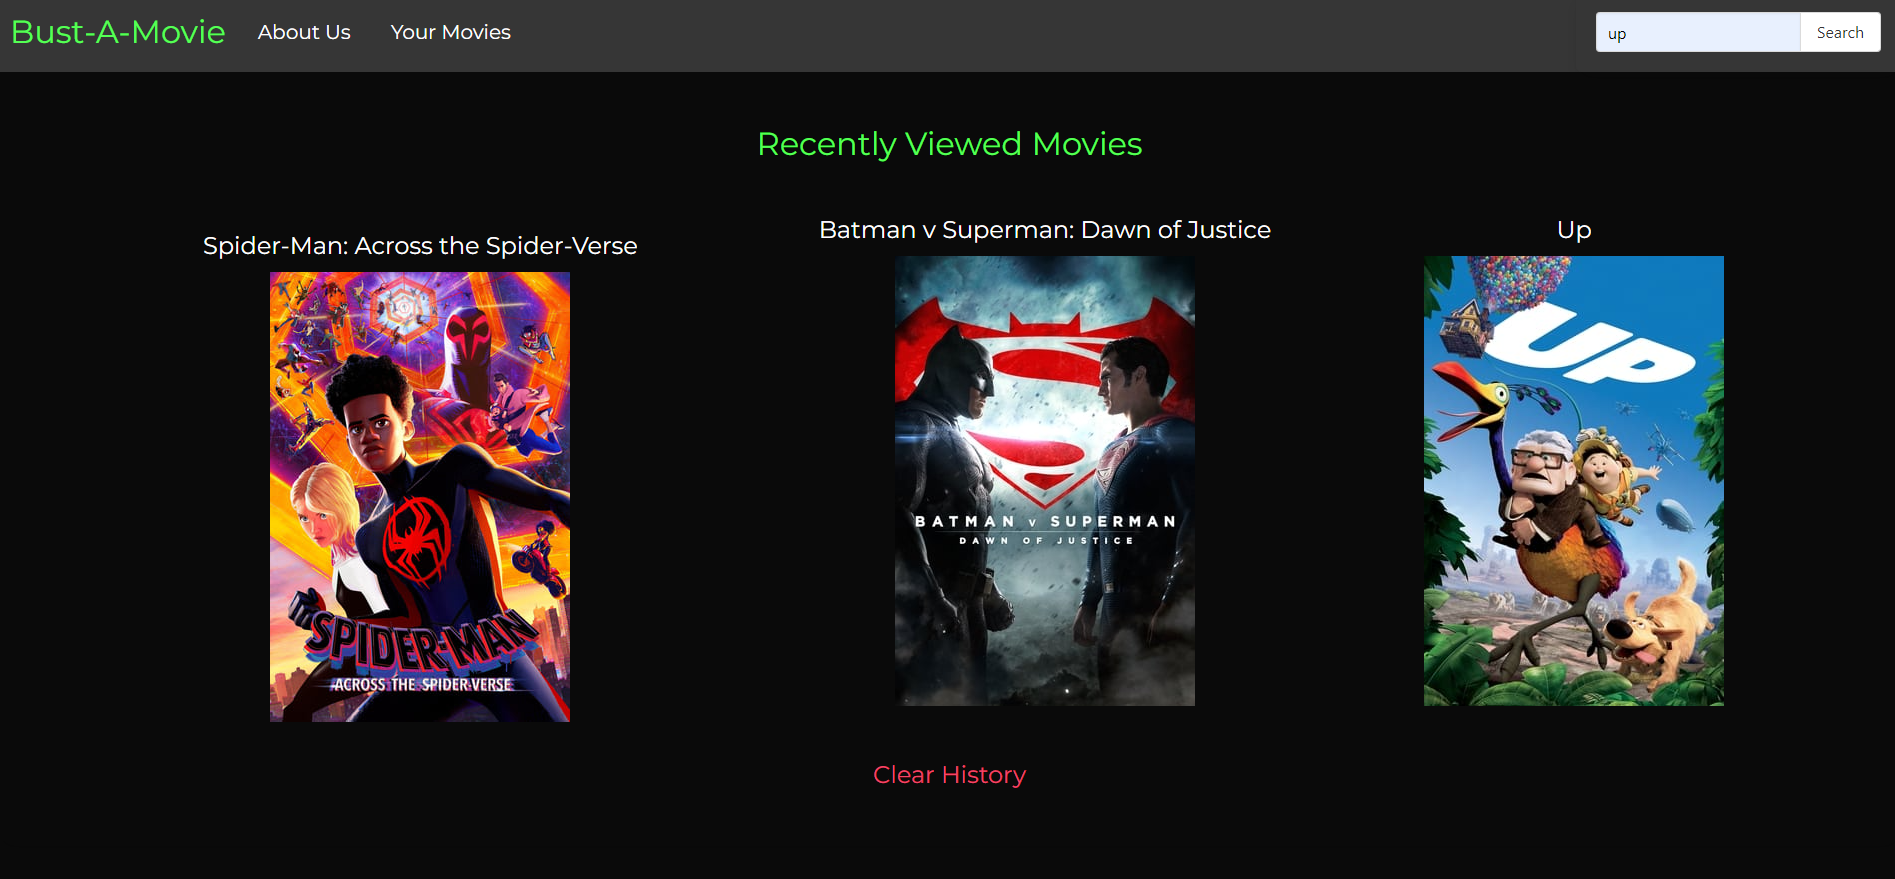 Bust-A-Movie About Us Your Movies up Search
Recently Viewed Movies
Spider-Man: Across the Spider-Verse
SPIDER-MAN
ACROSS THE SPIDER-VERSE
Batman v Superman: Dawn of Justice
BATMAN v SUPERMAN
DAWN OF JUSTICE
Up
UP
Clear History